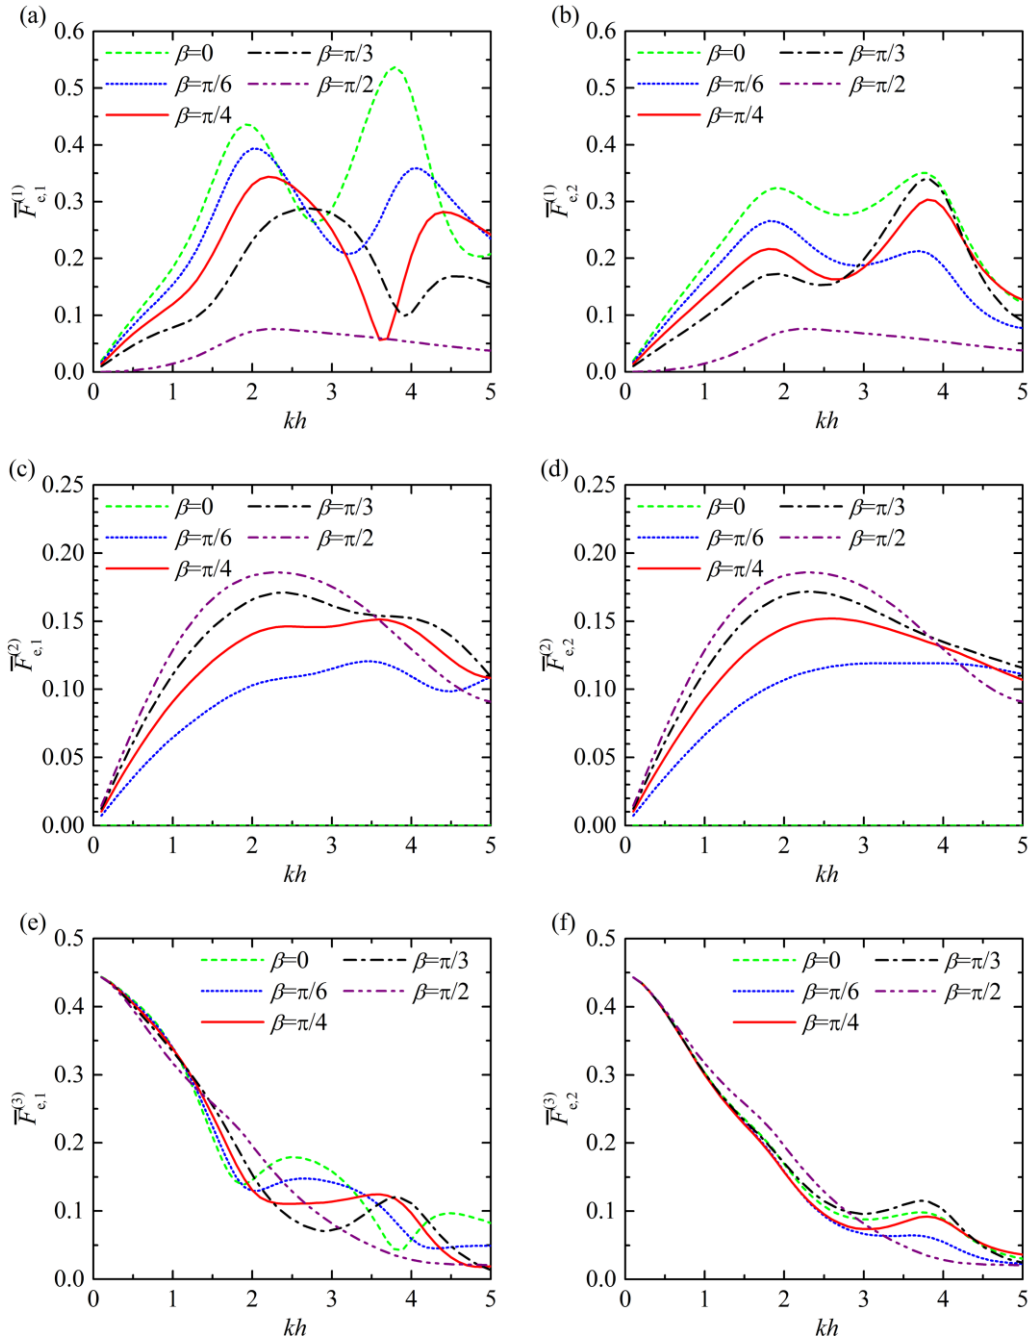 (a)
0.6
0.5
0.4
0.3
0.2
0.1
0.0
F̅e,1(1)
β=0
β=π/3
β=π/6
β=π/2
β=π/4
0 1 2 3 4 5
kh
(b)
0.6
0.5
0.4
0.3
0.2
0.1
0.0
F̅e,2(1)
β=0
β=π/3
β=π/6
β=π/2
β=π/4
0 1 2 3 4 5
kh
(c)
0.25
0.20
0.15
0.10
0.05
0.00
F̅e,1(2)
β=0
β=π/3
β=π/6
β=π/2
β=π/4
0 1 2 3 4 5
kh
(d)
0.25
0.20
0.15
0.10
0.05
0.00
F̅e,2(2)
β=0
β=π/3
β=π/6
β=π/2
β=π/4
0 1 2 3 4 5
kh
(e)
0.5
0.4
0.3
0.2
0.1
0.0
F̅e,1(3)
β=0
β=π/3
β=π/6
β=π/2
β=π/4
0 1 2 3 4 5
kh
(f)
0.5
0.4
0.3
0.2
0.1
0.0
F̅e,2(3)
β=0
β=π/3
β=π/6
β=π/2
β=π/4
0 1 2 3 4 5
kh